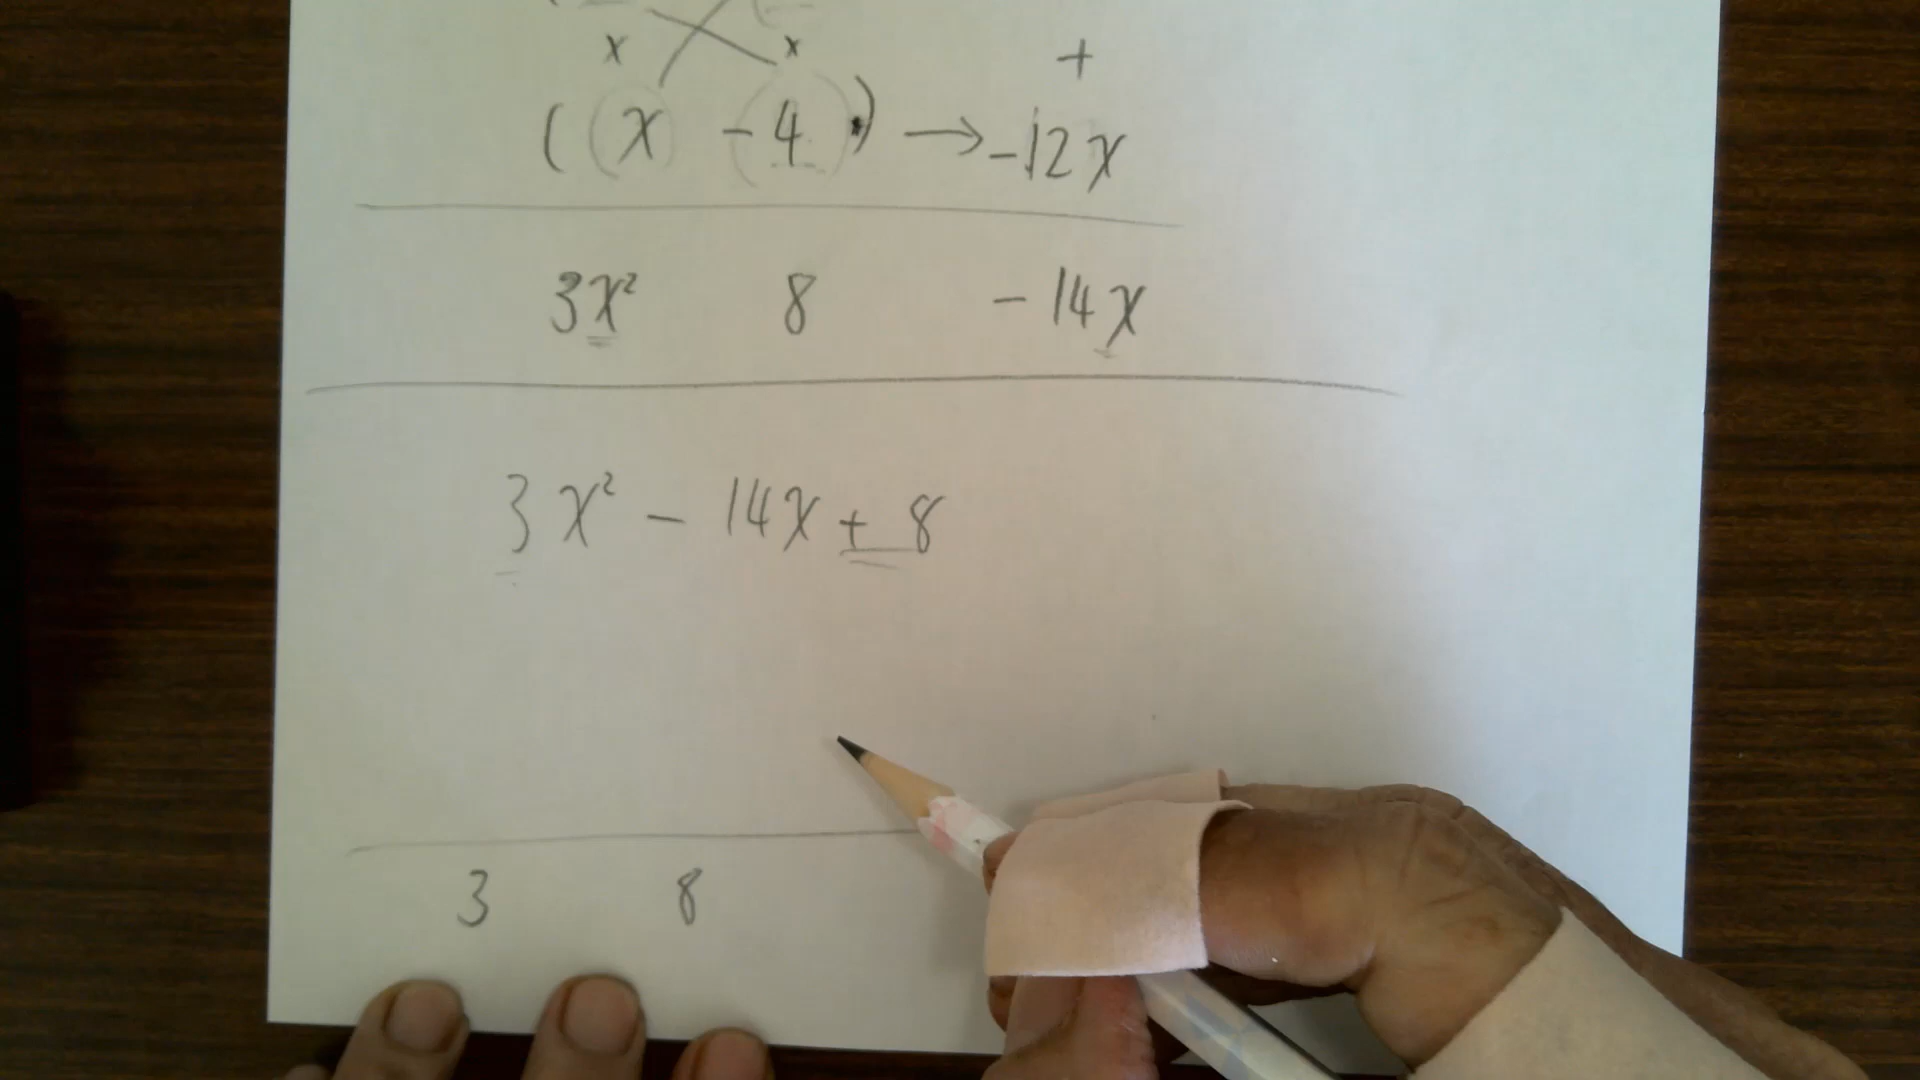 x x +
(x -4) → -12x
3x² 8 -14x
3x² - 14x + 8
3 8